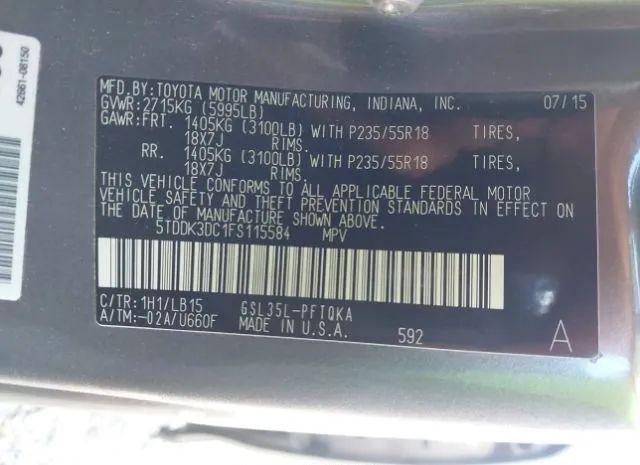 42861-08150
MFD.BY:TOYOTA MOTOR MANUFACTURING, INDIANA, INC. 07/15
GVWR:2715KG (5995LB)
GAWR:FRT. 1405KG (3100LB) WITH P235/55R18 TIRES,
18X7J RIMS.
RR. 1405KG (3100LB) WITH P235/55R18 TIRES,
18X7J RIMS.
THIS VEHICLE CONFORMS TO ALL APPLICABLE FEDERAL MOTOR
VEHICLE SAFETY AND THEFT PREVENTION STANDARDS IN EFFECT ON
THE DATE OF MANUFACTURE SHOWN ABOVE.
5TDDK3DC1FS115584 MPV
C/TR:1H1/LB15 GSL35L-PFTQKA
A/TM:-02A/U660F MADE IN U.S.A. 592 A